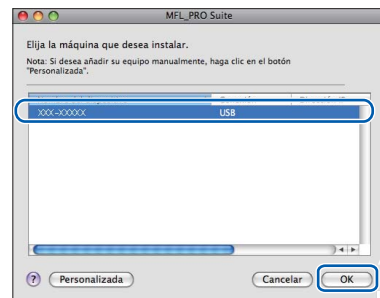 MFL_PRO Suite
Elija la máquina que desea instalar.
Nota: Si desea añadir su equipo manualmente, haga clic en el botón
"Personalizada".
XXX-XXXXX USB
? Personalizada Cancelar OK